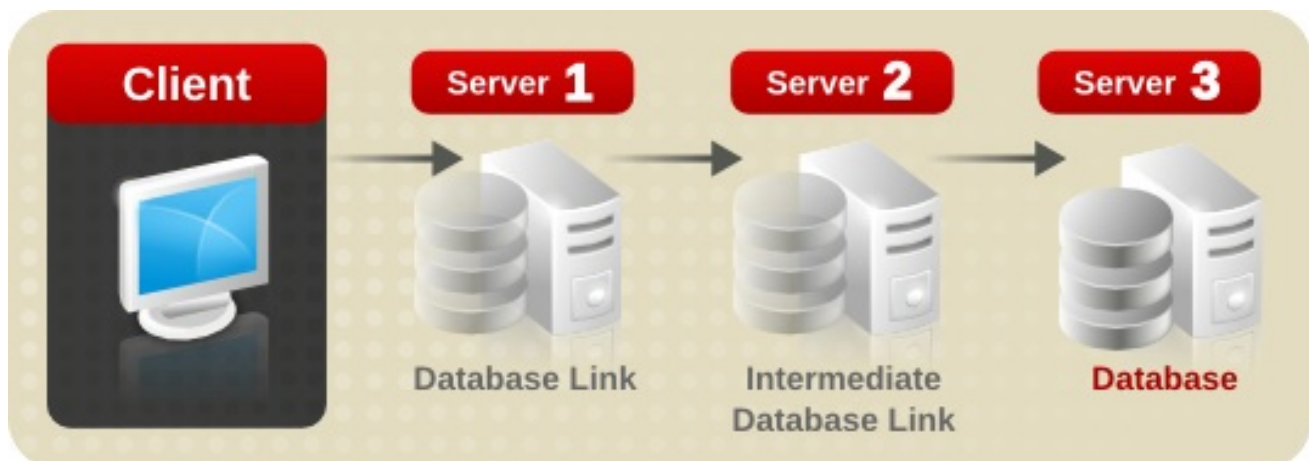 Client
Server 1
Server 2
Server 3
Database Link
Intermediate
Database Link
Database